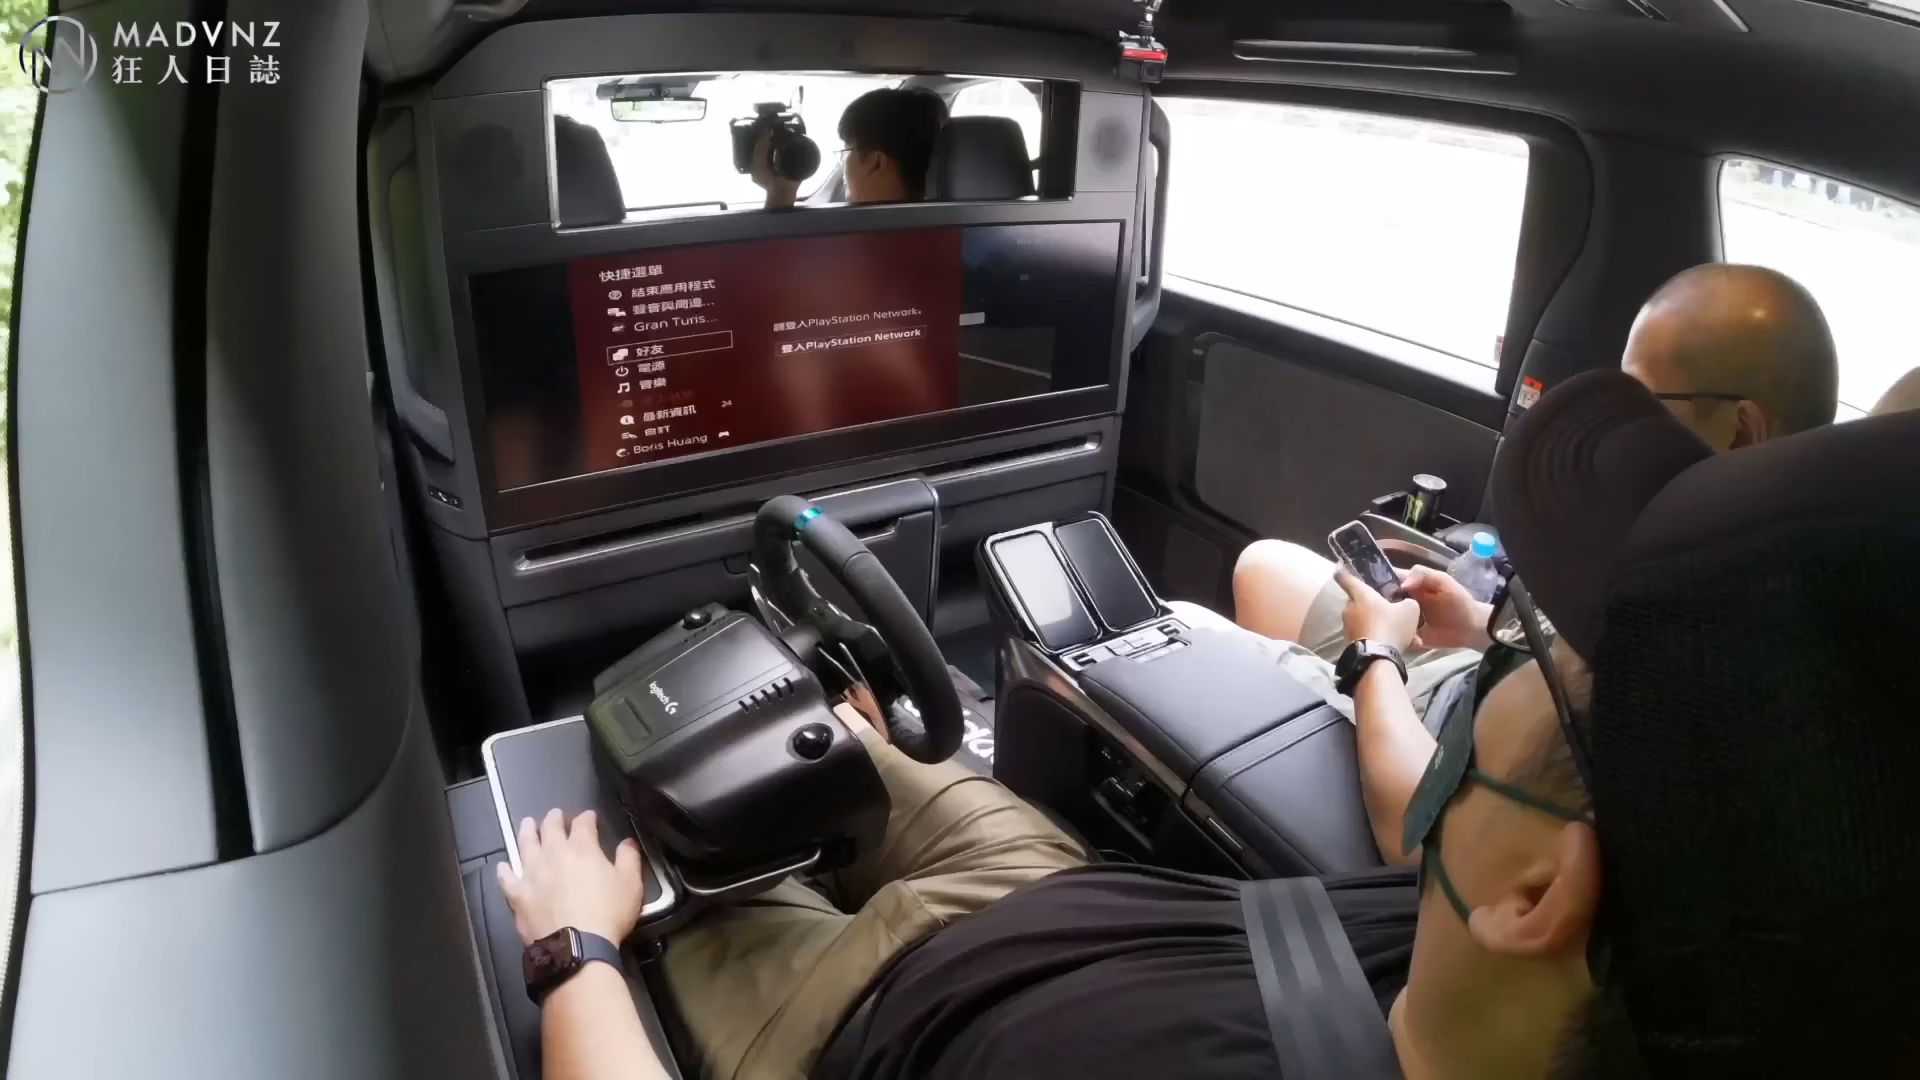 MADVNZ
狂人日誌
快捷選單
結束應用程式
聲音與周邊...
Gran Turis...
好友
電源
音樂
最新資訊 24
自訂
Boris Huang
請登入PlayStation Network。
登入PlayStation Network
logitech G